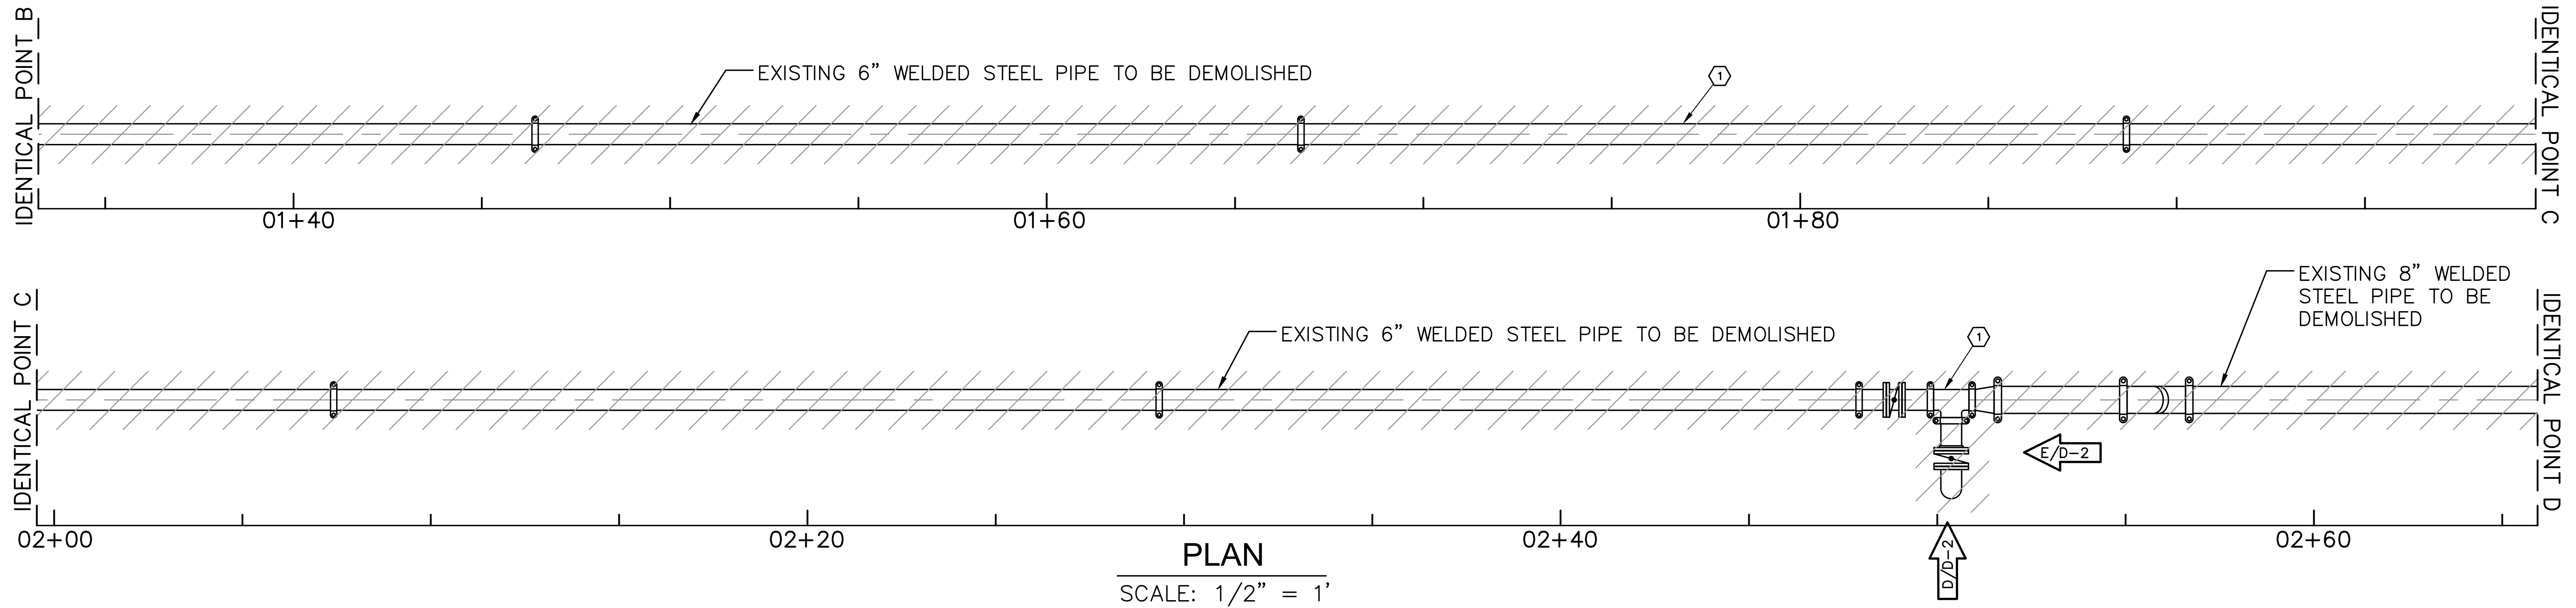 IDENTICAL POINT B
EXISTING 6” WELDED STEEL PIPE TO BE DEMOLISHED
1
IDENTICAL POINT C
01+40
01+60
01+80
IDENTICAL POINT C
EXISTING 6” WELDED STEEL PIPE TO BE DEMOLISHED
1
EXISTING 8” WELDED
STEEL PIPE TO BE
DEMOLISHED
IDENTICAL POINT D
E/D-2
02+00
02+20
02+40
02+60
D/D-2
PLAN
SCALE: 1/2” = 1'